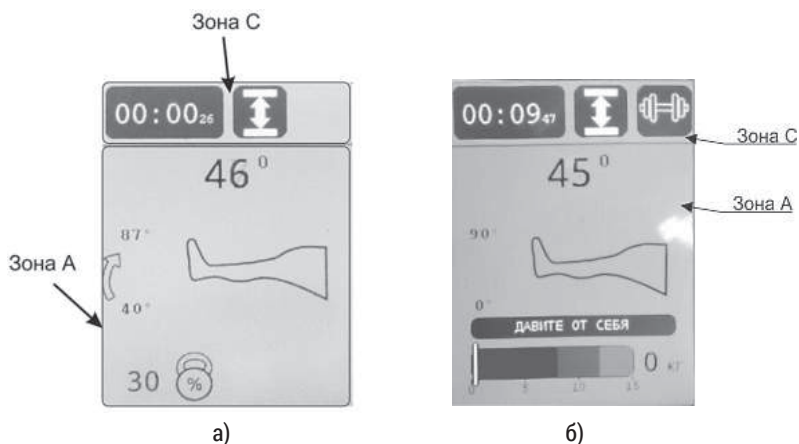 Зона С
00:00 26
46°
87°
40°
30 %
Зона А
а)
00:09 47
45°
90°
0°
ДАВИТЕ ОТ СЕБЯ
0 кг
0 5 10 15
Зона С
Зона А
б)